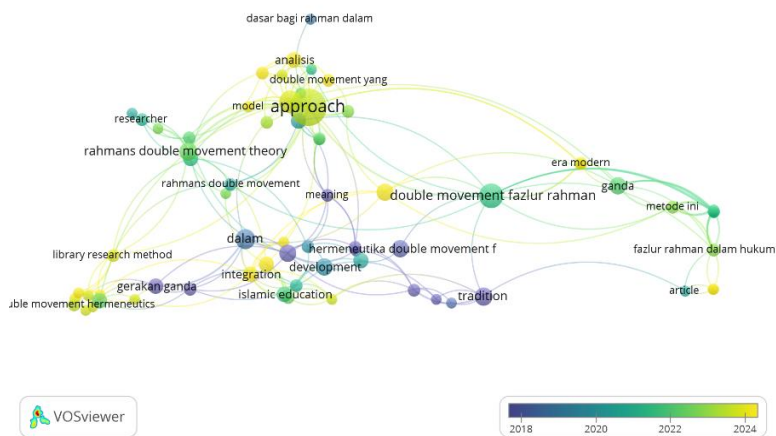 dasar bagi rahman dalam
analisis
double movement yang
model
approach
researcher
rahmans double movement theory
era modern
rahmans double movement
ganda
meaning
double movement fazlur rahman
metode ini
dalam
hermeneutika double movement f
fazlur rahman dalam hukum
library research method
development
integration
gerakan ganda
islamic education
tradition
article
uble movement hermeneutics
VOSviewer
2018
2020
2022
2024